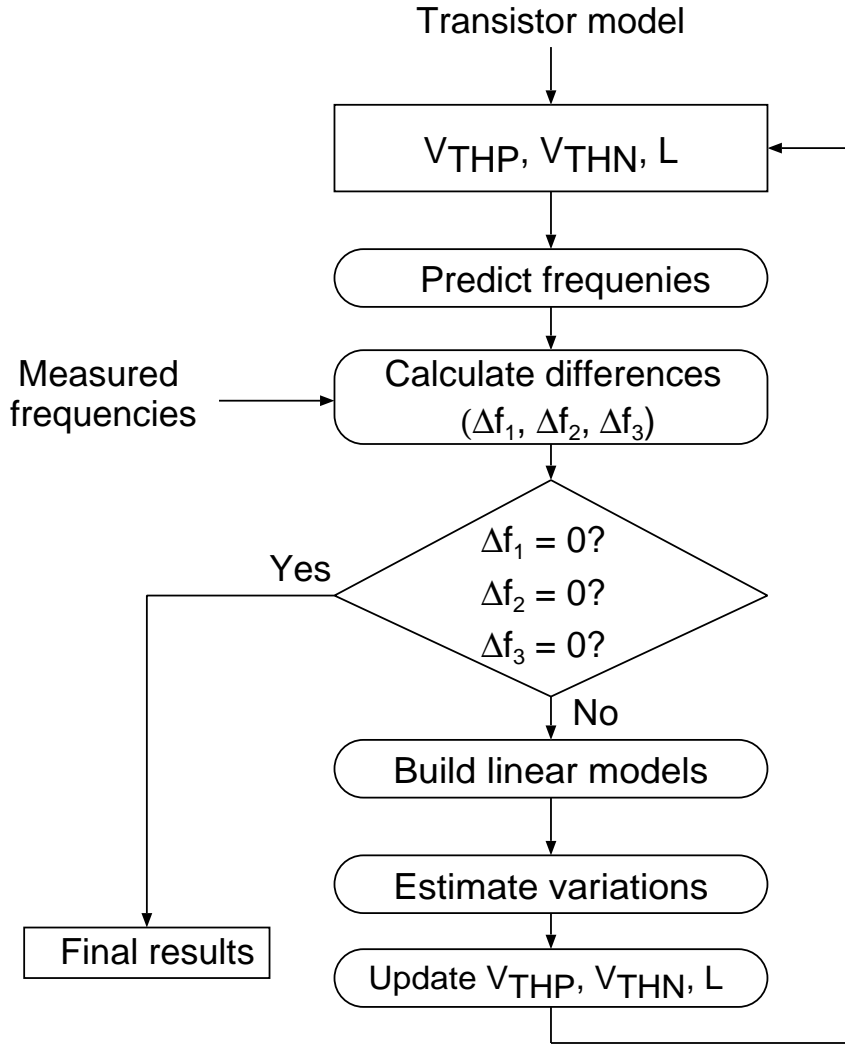 Transistor model
VTHP, VTHN, L
Predict frequenies
Measured
frequencies
Calculate differences
(Δf1, Δf2, Δf3)
Δf1 = 0?
Δf2 = 0?
Δf3 = 0?
Yes
No
Build linear models
Estimate variations
Final results
Update VTHP, VTHN, L